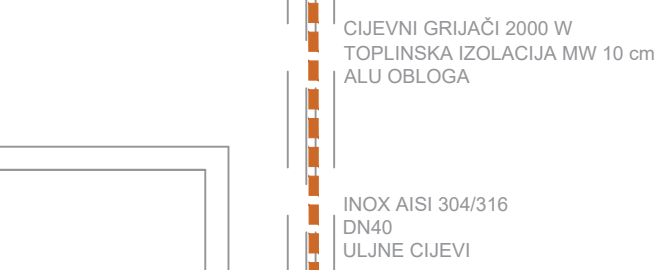 CIJEVNI GRIJAČI 2000 W
TOPLINSKA IZOLACIJA MW 10 cm
ALU OBLOGA
INOX AISI 304/316
DN40
ULJNE CIJEVI